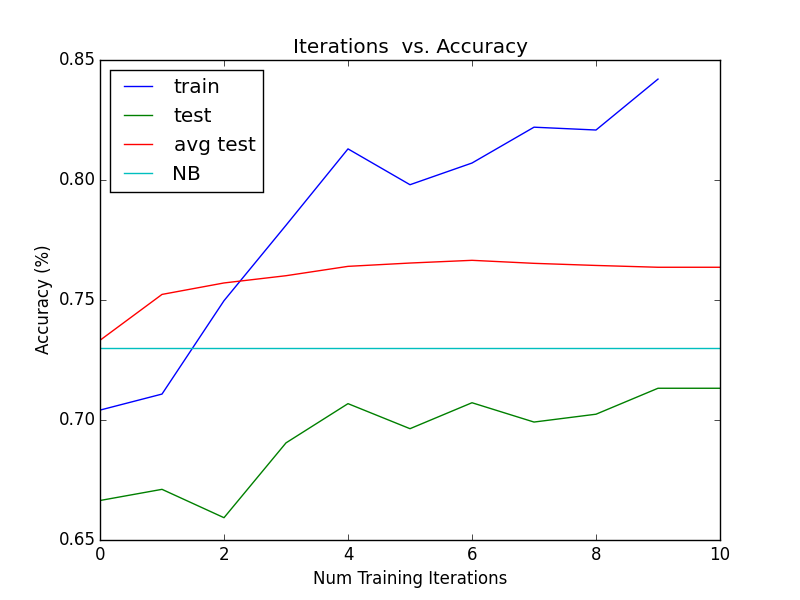 Iterations  vs. Accuracy
0.85
0.80
0.75
0.70
0.65
Accuracy (%)
train
test
avg test
NB
0 2 4 6 8 10
Num Training Iterations